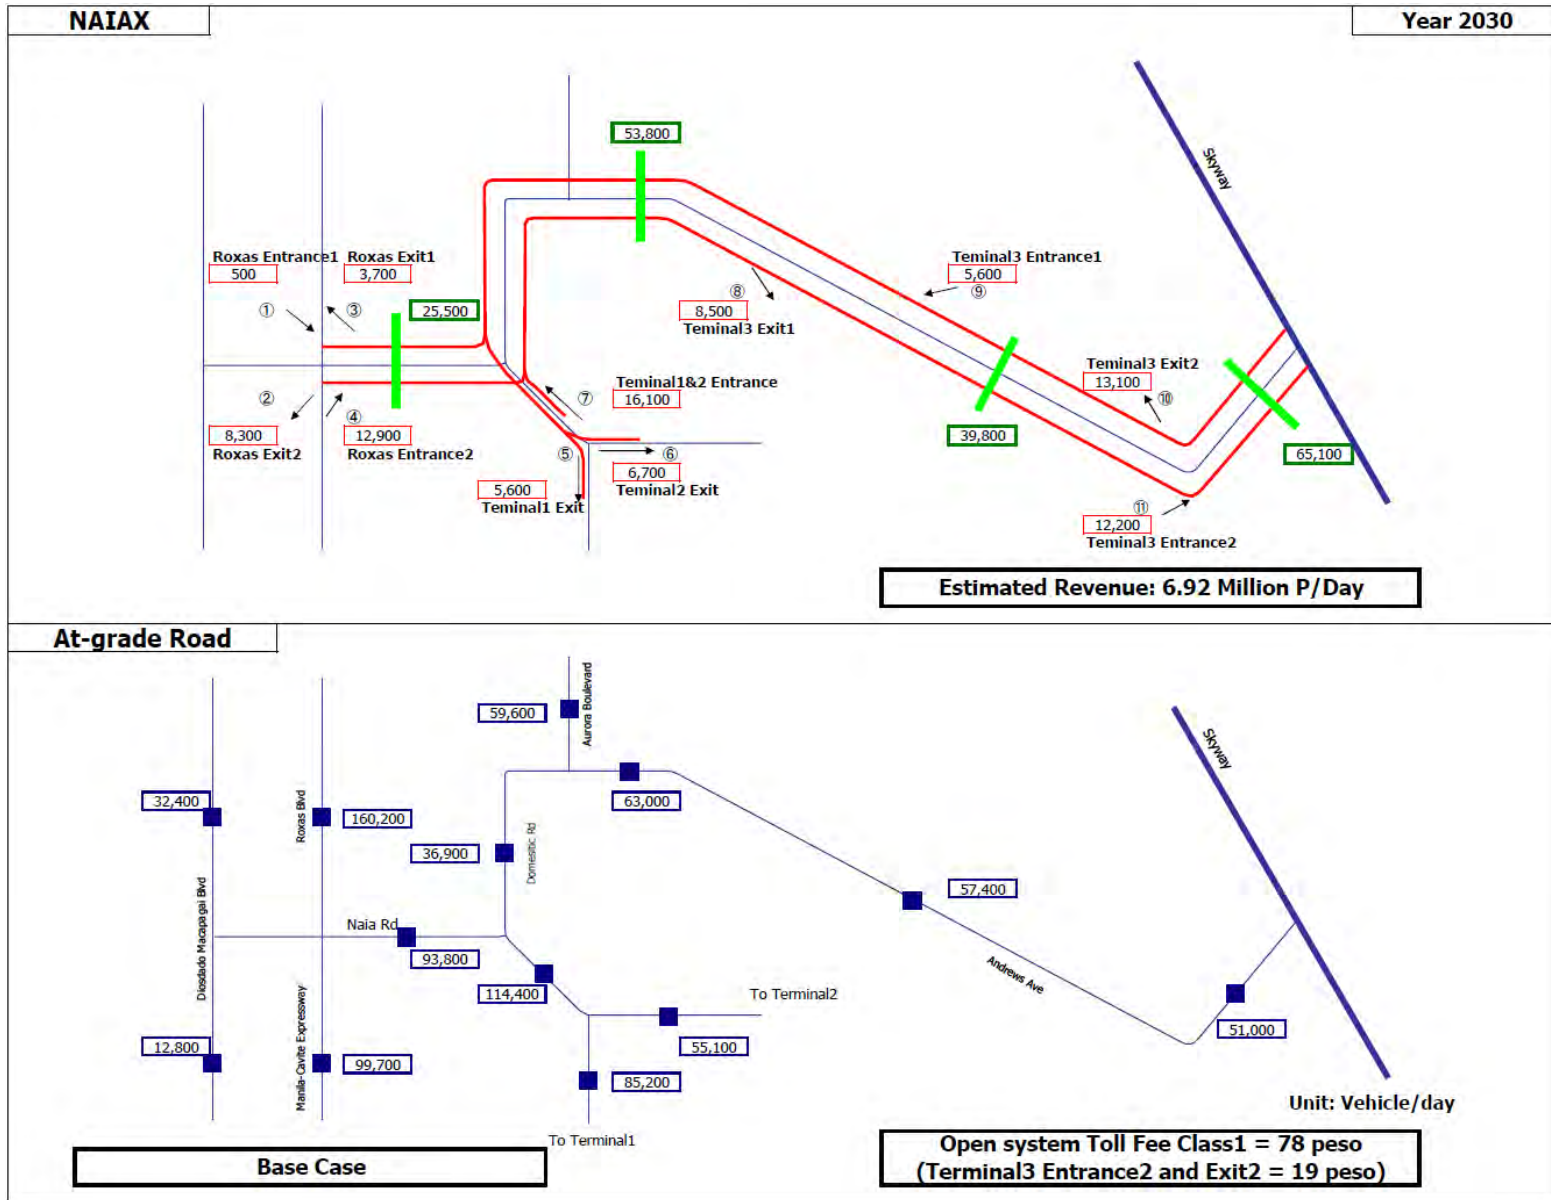 NAIAX
Year 2030
53,800
Skyway
Roxas Entrance1
Roxas Exit1
500
3,700
①
③
25,500
Teminal3 Entrance1
5,600
⑨
⑧
8,500
Teminal3 Exit1
Teminal3 Exit2
13,100
⑩
②
④
8,300
Roxas Exit2
12,900
Roxas Entrance2
⑦
Teminal1&2 Entrance
16,100
39,800
65,100
⑤
⑥
6,700
Teminal2 Exit
5,600
Teminal1 Exit
⑪
12,200
Teminal3 Entrance2
Estimated Revenue: 6.92 Million P/Day
At-grade Road
59,600
Aurora Boulevard
Skyway
32,400
Roxas Blvd
160,200
63,000
36,900
Domesitic Rd
57,400
Diosdado Macapagai Blvd
Naia Rd
93,800
114,400
Andrews Ave
To Terminal2
51,000
12,800
Manila-Cavite Expressway
99,700
55,100
85,200
To Terminal1
Unit: Vehicle/day
Base Case
Open system Toll Fee Class1 = 78 peso
(Terminal3 Entrance2 and Exit2 = 19 peso)